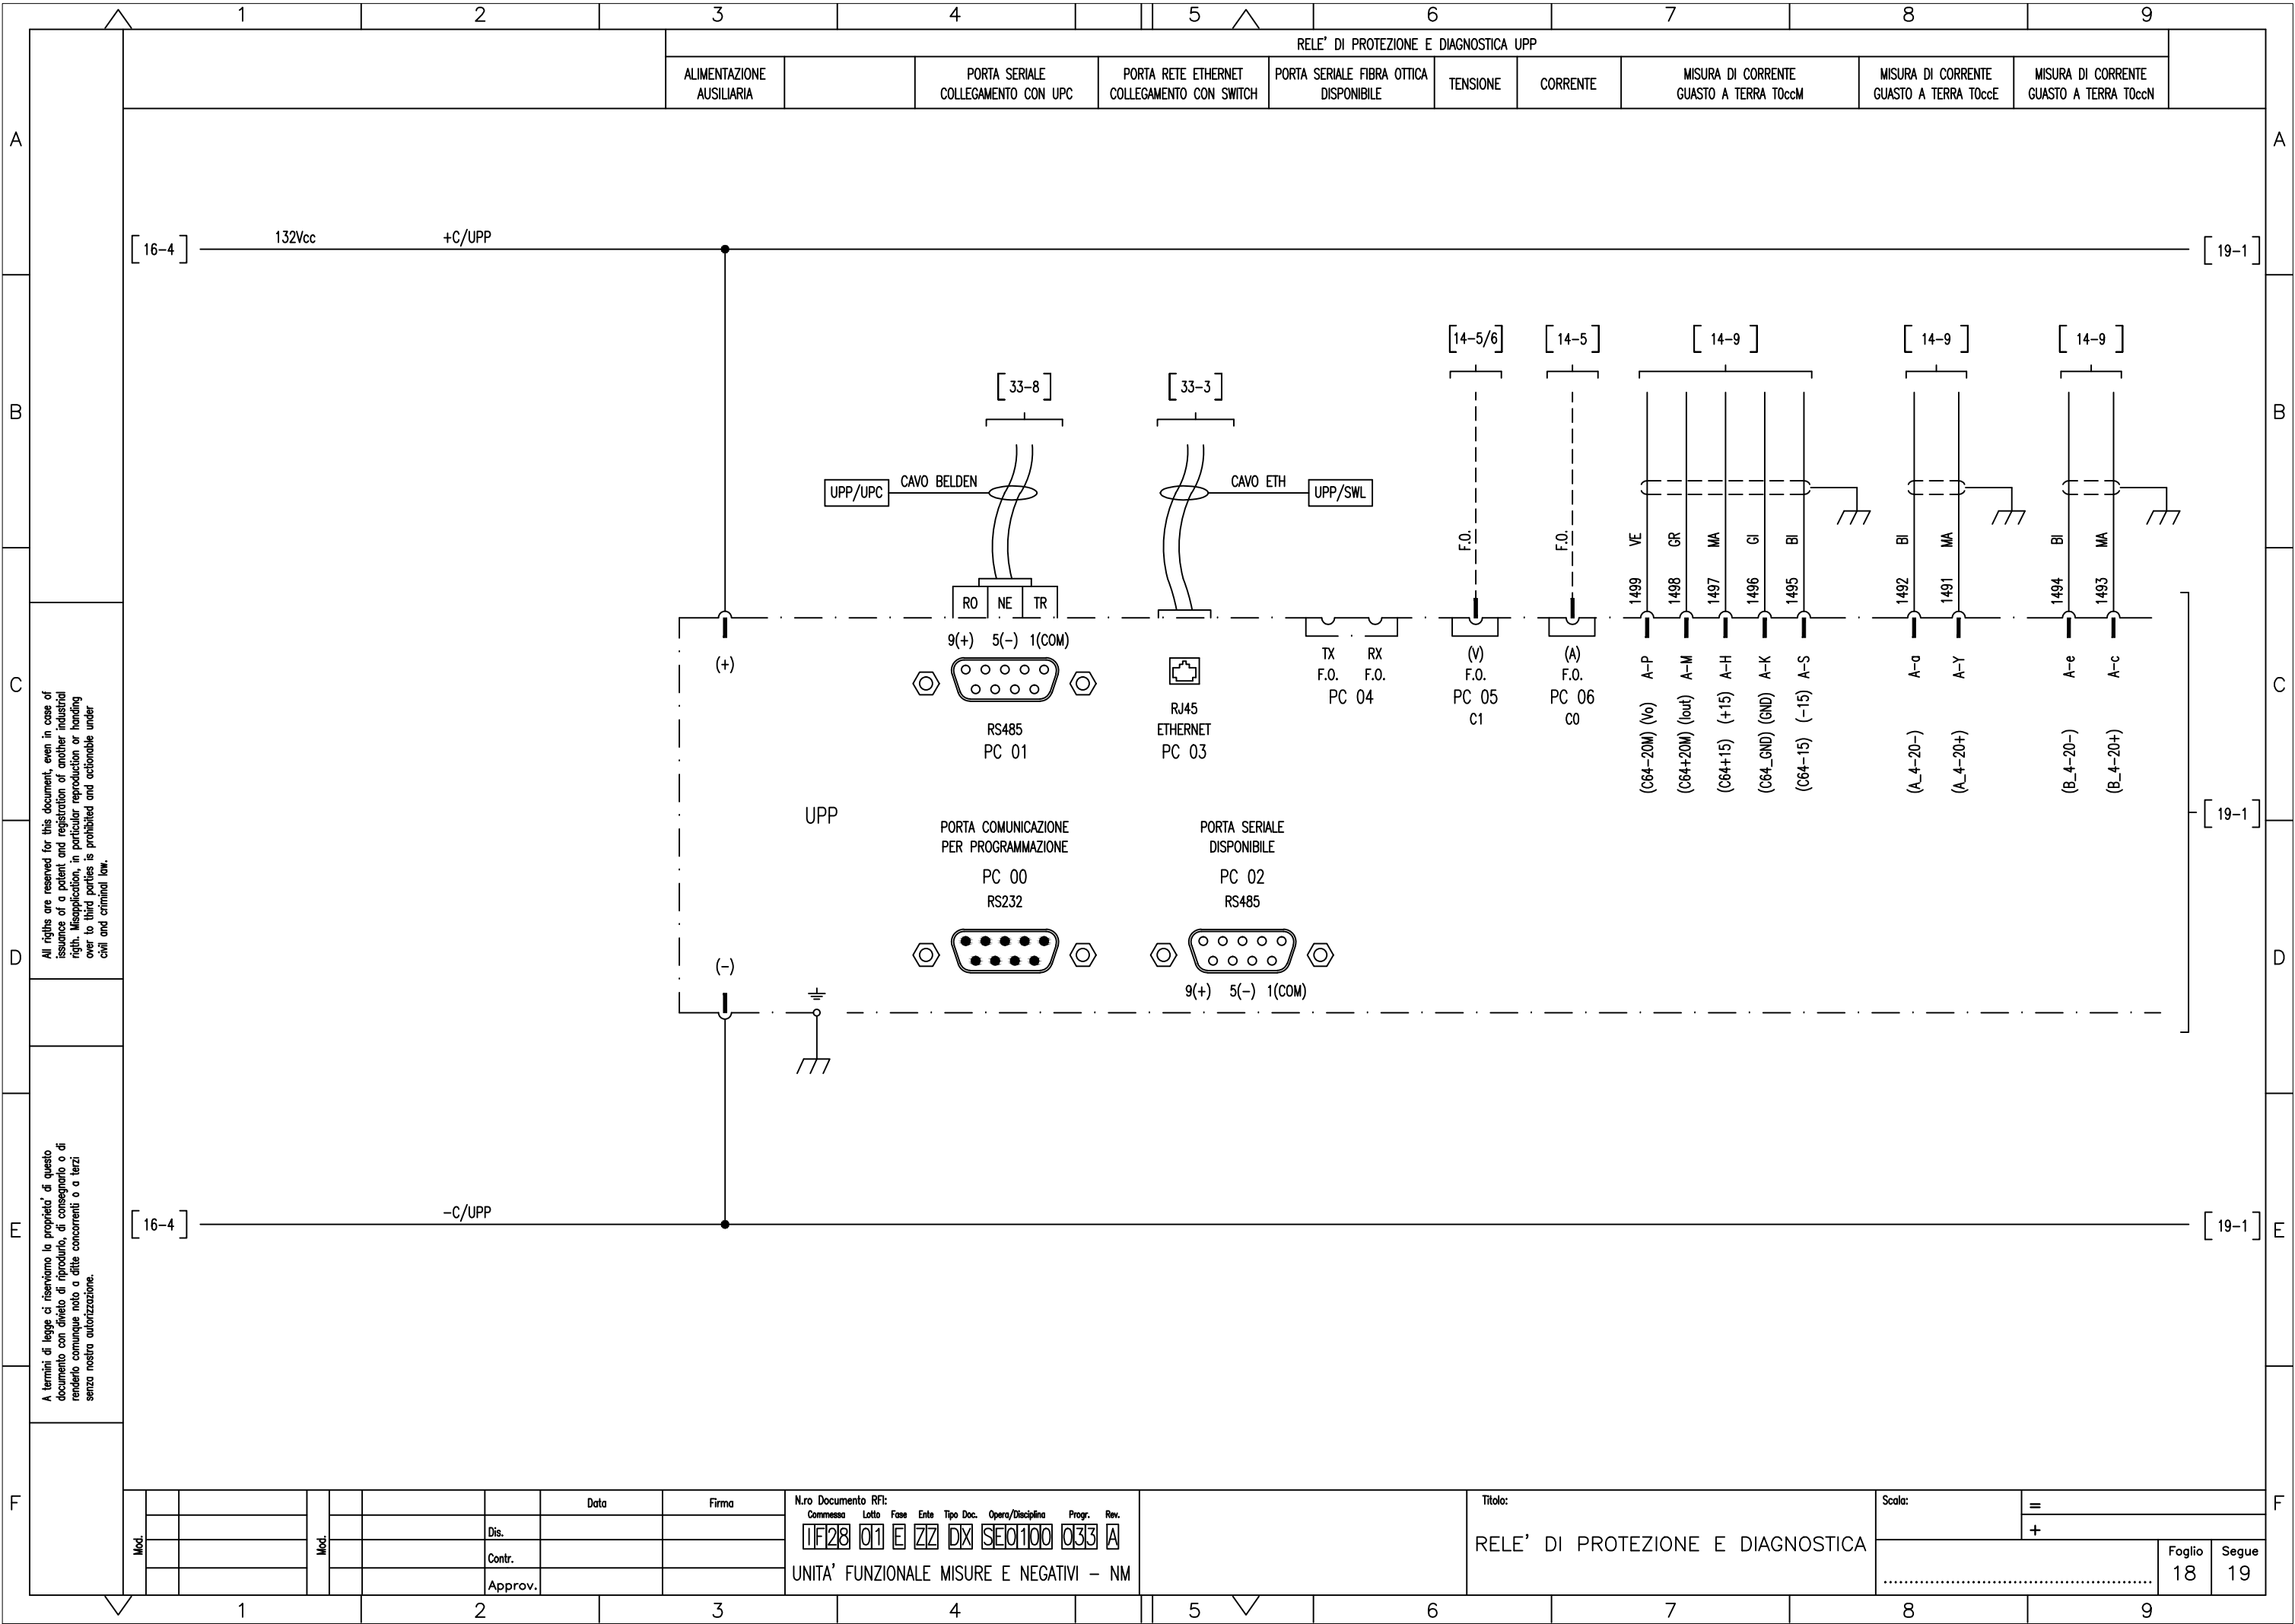 1 2 3 4 5 6 7 8 9
RELE' DI PROTEZIONE E DIAGNOSTICA UPP
ALIMENTAZIONE
AUSILIARIA
PORTA SERIALE
COLLEGAMENTO CON UPC
PORTA RETE ETHERNET
COLLEGAMENTO CON SWITCH
PORTA SERIALE FIBRA OTTICA
DISPONIBILE
TENSIONE
CORRENTE
MISURA DI CORRENTE
GUASTO A TERRA TOccM
MISURA DI CORRENTE
GUASTO A TERRA TOccE
MISURA DI CORRENTE
GUASTO A TERRA TOccN
A A
16-4 132Vcc +C/UPP 19-1
14-5/6 14-5 14-9 14-9 14-9
33-8 33-3
B B
UPP/UPC CAVO BELDEN CAVO ETH UPP/SWL
F.O. F.O. VE GR MA GI BI BI MA BI MA
1499 1498 1497 1496 1495 1492 1491 1494 1493
RO NE TR
9(+) 5(-) 1(COM)
(+)
RS485
PC 01
RJ45
ETHERNET
PC 03
TX RX
F.O. F.O.
PC 04
(V)
F.O.
PC 05
C1
(A)
F.O.
PC 06
C0
(C64-20M) (Vo) A-P
(C64+20M) (Iout) A-M
(C64+15) (+15) A-H
(C64_GND) (GND) A-K
(C64-15) (-15) A-S
(A_4-20-) A-a
(A_4-20+) A-Y
(B_4-20-) A-e
(B_4-20+) A-c
C C
All rigths are reserved for this document, even in case of
issuance of a patent and registration of another industrial
rigth. Misapplication, in particular reproduction or handing
over to third parties is prohibited and actionable under
civil and criminal law.
UPP
19-1
PORTA COMUNICAZIONE
PER PROGRAMMAZIONE
PC 00
RS232
PORTA SERIALE
DISPONIBILE
PC 02
RS485
9(+) 5(-) 1(COM)
(-)
D D
A termini di legge ci riserviamo la proprieta' di questo
documento con divieto di riprodurlo, di consegnarlo o di
renderlo comunque noto a ditte concorrenti o a terzi
senza nostra autorizzazione.
16-4 -C/UPP 19-1
E E
F F
Mod. Mod.
Data Firma
Dis.
Contr.
Approv.
N.ro Documento RFI:
Commessa Lotto Fase Ente Tipo Doc. Opera/Disciplina Progr. Rev.
IF28 01 E ZZ DX SE0100 033 A
UNITA' FUNZIONALE MISURE E NEGATIVI - NM
Titolo:
RELE' DI PROTEZIONE E DIAGNOSTICA
Scala:
=
+
Foglio Segue
18 19
1 2 3 4 5 6 7 8 9